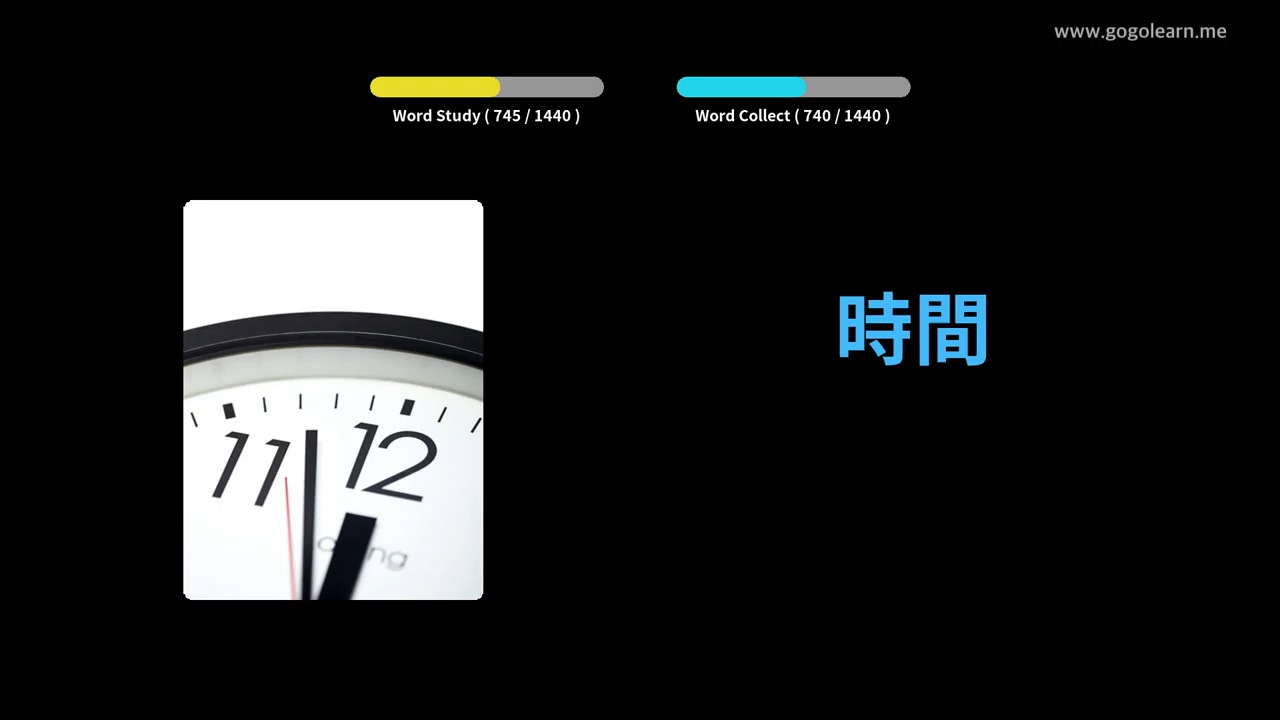 www.gogolearn.me
Word Study ( 745 / 1440 )
Word Collect ( 740 / 1440 )
時間
11
12